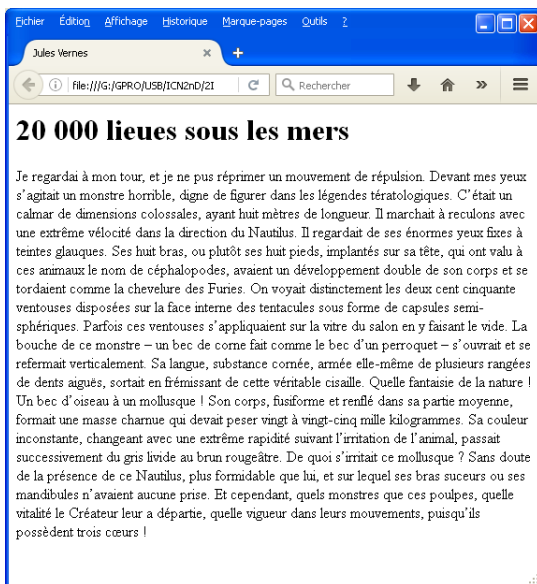 Fichier Édition Affichage Historique Marque-pages Outils ?
Jules Vernes × +
file:///G:/GPRO/USB/ICN2nD/2I Rechercher »
20 000 lieues sous les mers
Je regardai à mon tour, et je ne pus réprimer un mouvement de répulsion. Devant mes yeux
s’agitait un monstre horrible, digne de figurer dans les légendes tératologiques. C’était un
calmar de dimensions colossales, ayant huit mètres de longueur. Il marchait à reculons avec
une extrême vélocité dans la direction du Nautilus. Il regardait de ses énormes yeux fixes à
teintes glauques. Ses huit bras, ou plutôt ses huit pieds, implantés sur sa tête, qui ont valu à
ces animaux le nom de céphalopodes, avaient un développement double de son corps et se
tordaient comme la chevelure des Furies. On voyait distinctement les deux cent cinquante
ventouses disposées sur la face interne des tentacules sous forme de capsules semi-
sphériques. Parfois ces ventouses s’appliquaient sur la vitre du salon en y faisant le vide. La
bouche de ce monstre – un bec de corne fait comme le bec d’un perroquet – s’ouvrait et se
refermait verticalement. Sa langue, substance cornée, armée elle-même de plusieurs rangées
de dents aiguës, sortait en frémissant de cette véritable cisaille. Quelle fantaisie de la nature !
Un bec d’oiseau à un mollusque ! Son corps, fusiforme et renflé dans sa partie moyenne,
formait une masse charnue qui devait peser vingt à vingt-cinq mille kilogrammes. Sa couleur
inconstante, changeant avec une extrême rapidité suivant l’irritation de l’animal, passait
successivement du gris livide au brun rougeâtre. De quoi s’irritait ce mollusque ? Sans doute
de la présence de ce Nautilus, plus formidable que lui, et sur lequel ses bras suceurs ou ses
mandibules n’avaient aucune prise. Et cependant, quels monstres que ces poulpes, quelle
vitalité le Créateur leur a départie, quelle vigueur dans leurs mouvements, puisqu’ils
possèdent trois cœurs !